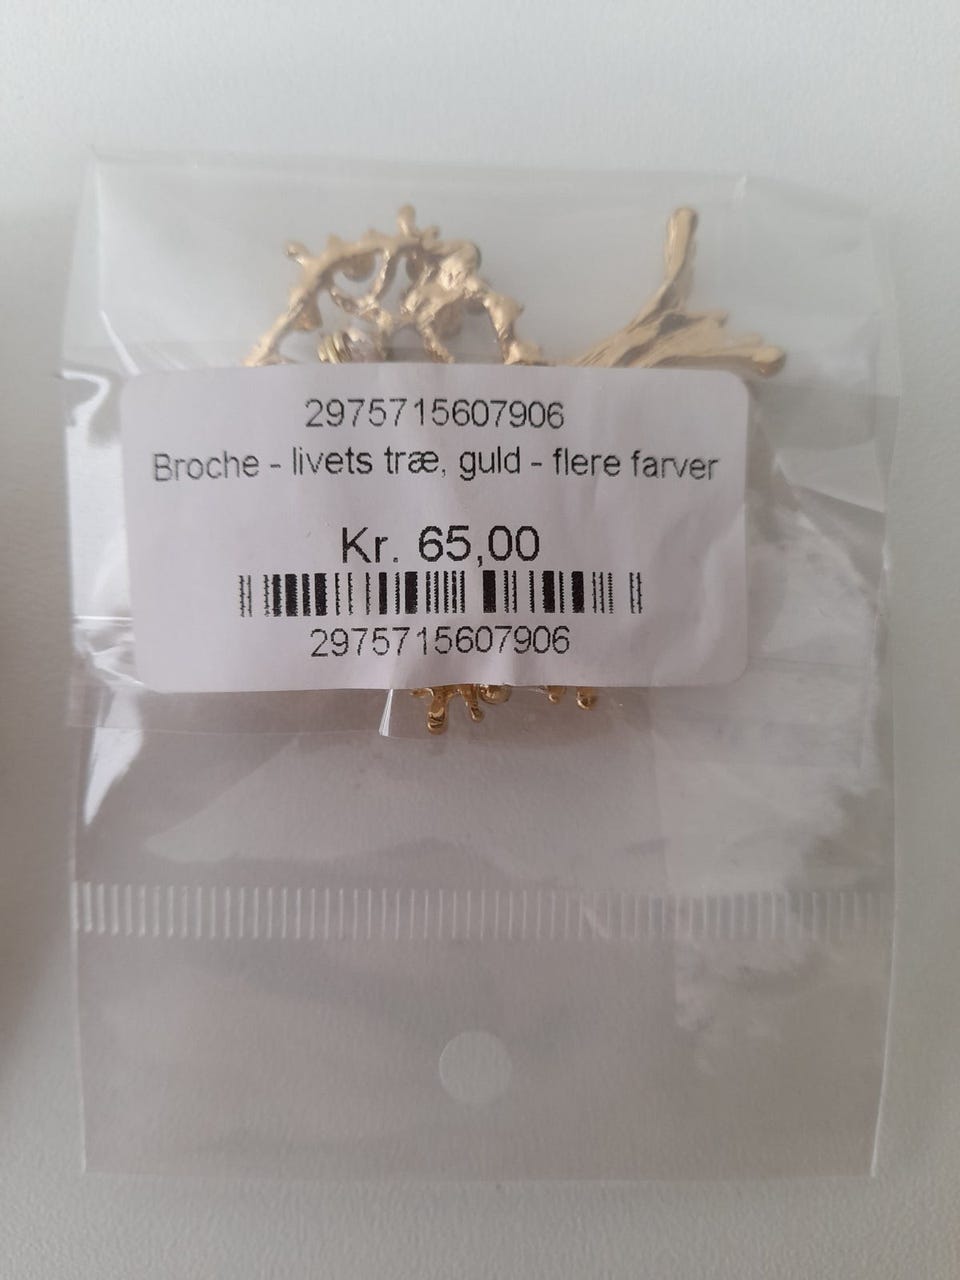 2975715607906
Broche - livets træ, guld - flere farver
Kr. 65,00
2975715607906